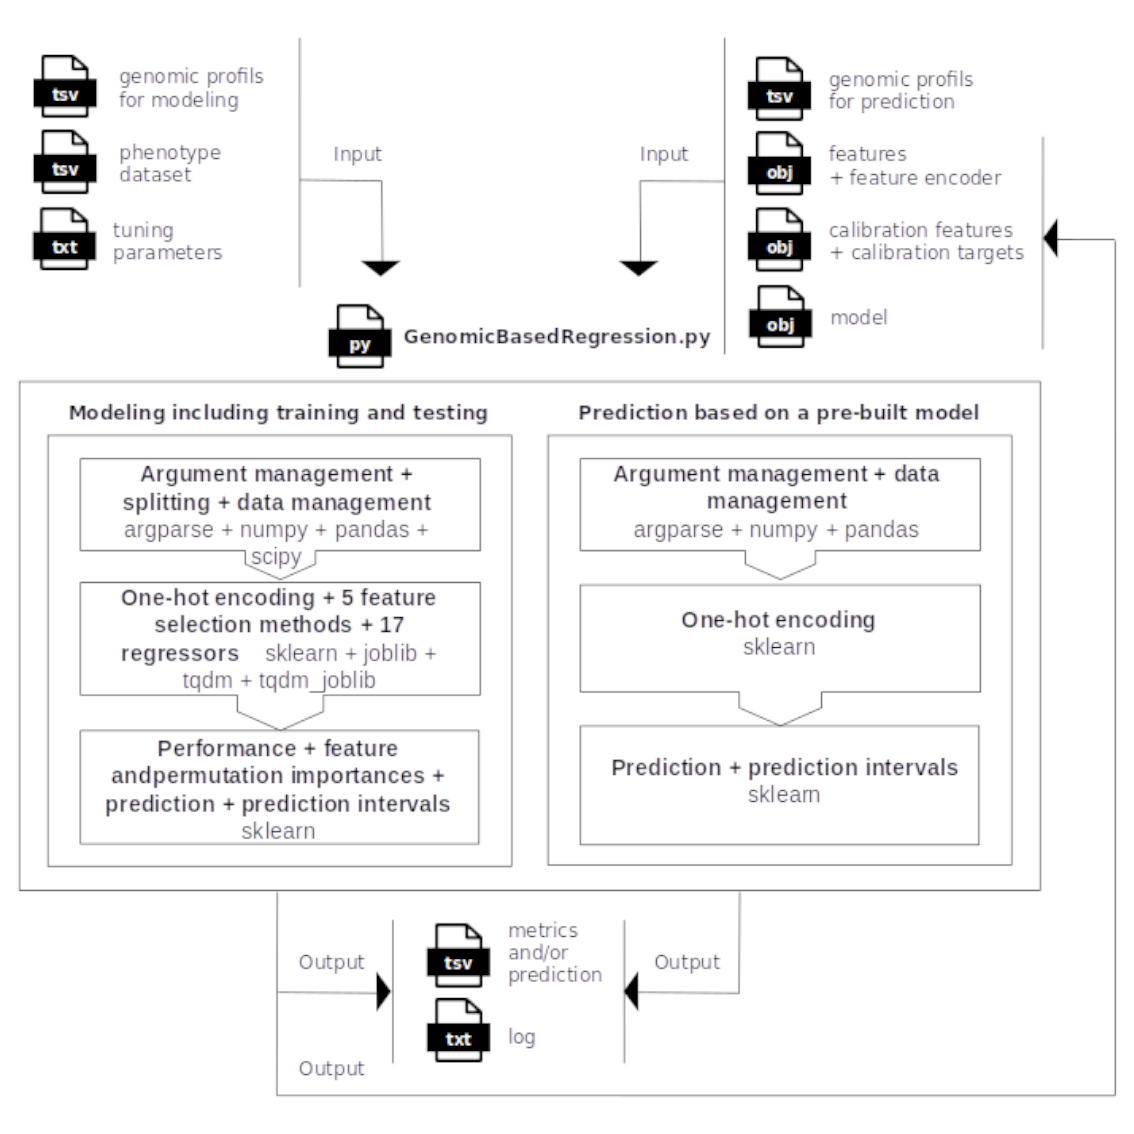 tsv
genomic profils
for modeling
tsv
phenotype
dataset
txt
tuning
parameters
Input
Input
tsv
genomic profils
for prediction
obj
features
+ feature encoder
obj
calibration features
+ calibration targets
obj
model
py
GenomicBasedRegression.py
Modeling including training and testing
Argument management +
splitting + data management
argparse + numpy + pandas +
scipy
One-hot encoding + 5 feature
selection methods + 17
regressors sklearn + joblib +
tqdm + tqdm_joblib
Performance + feature
andpermutation importances +
prediction + prediction intervals
sklearn
Prediction based on a pre-built model
Argument management + data
management
argparse + numpy + pandas
One-hot encoding
sklearn
Prediction + prediction intervals
sklearn
Output
tsv
metrics
and/or
prediction
Output
txt
log
Output